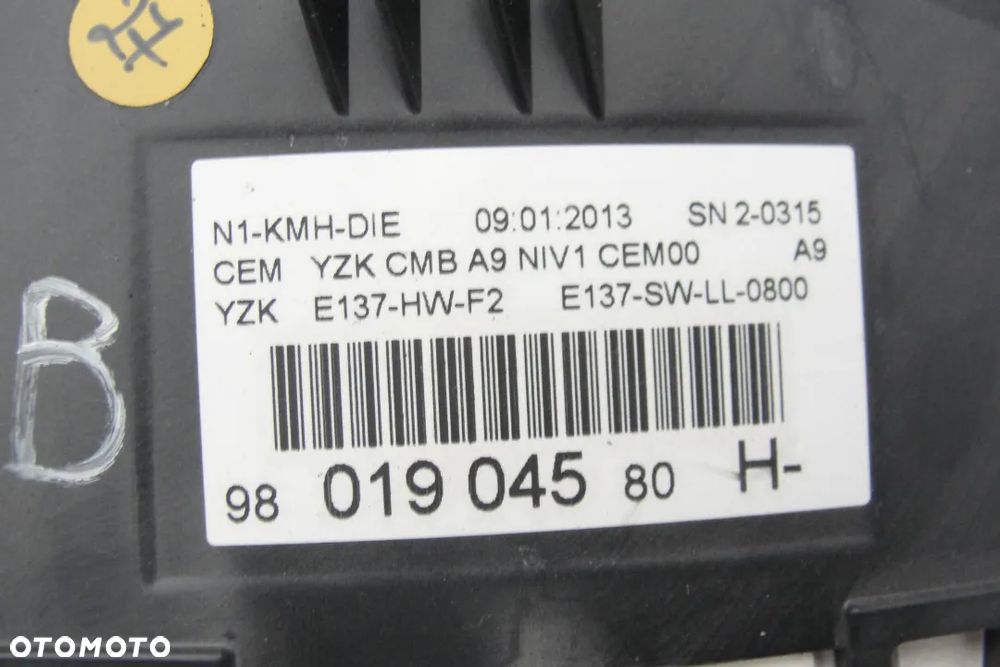 N1-KMH-DIE 09:01:2013 SN 2-0315
CEM YZK CMB A9 NIV1 CEM00 A9
YZK E137-HW-F2 E137-SW-LL-0800
98 019 045 80 H-
B
OTOMOTO